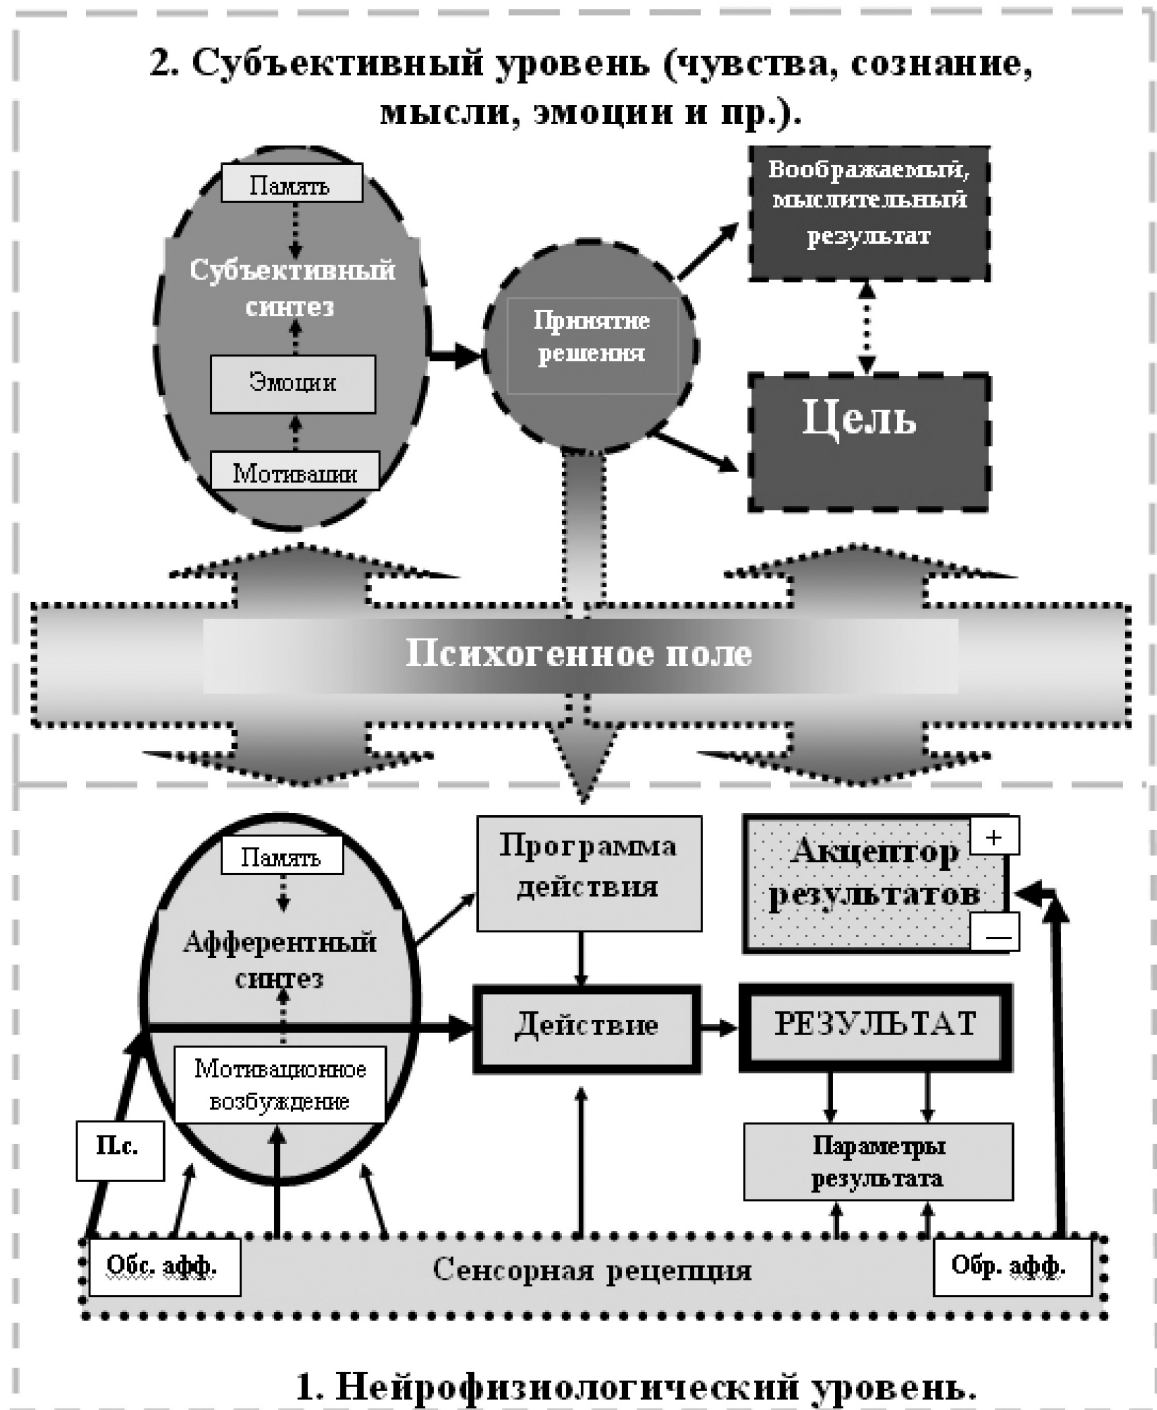 2. Субъективный уровень (чувства, сознание,
мысли, эмоции и пр.).
Память
Субъективный
синтез
Эмоции
Мотивации
Принятие
решения
Воображаемый,
мыслительный
результат
Цель
Психогенное поле
Память
Афферентный
синтез
Мотивационное
возбуждение
П.с.
Программа
действия
Действие
Акцептор
результатов
+
—
РЕЗУЛЬТАТ
Параметры
результата
Обс. афф.
Сенсорная рецепция
Обр. афф.
1. Нейрофизиологический уровень.